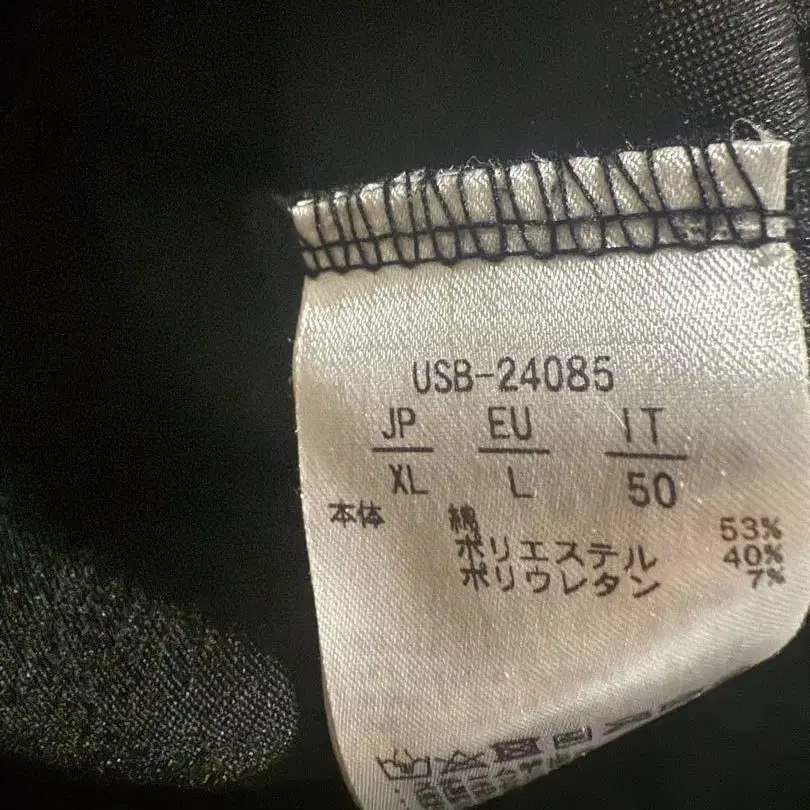 USB-24085
JP EU IT
XL L 50
本体 綿 53%
ポリエステル 40%
ポリウレタン 7%